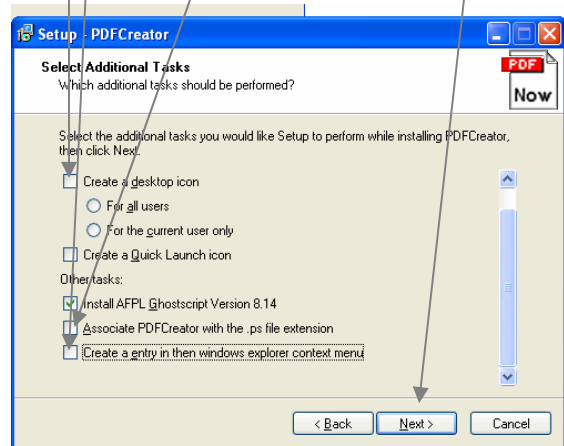 Setup - PDFCreator
Select Additional Tasks
Which additional tasks should be performed?
PDF
Now
Select the additional tasks you would like Setup to perform while installing PDFCreator,
then click Next.
Create a desktop icon
For all users
For the current user only
Create a Quick Launch icon
Other tasks:
Install AFPL Ghostscript Version 8.14
Associate PDFCreator with the .ps file extension
Create a entry in then windows explorer context menu
< Back
Next >
Cancel